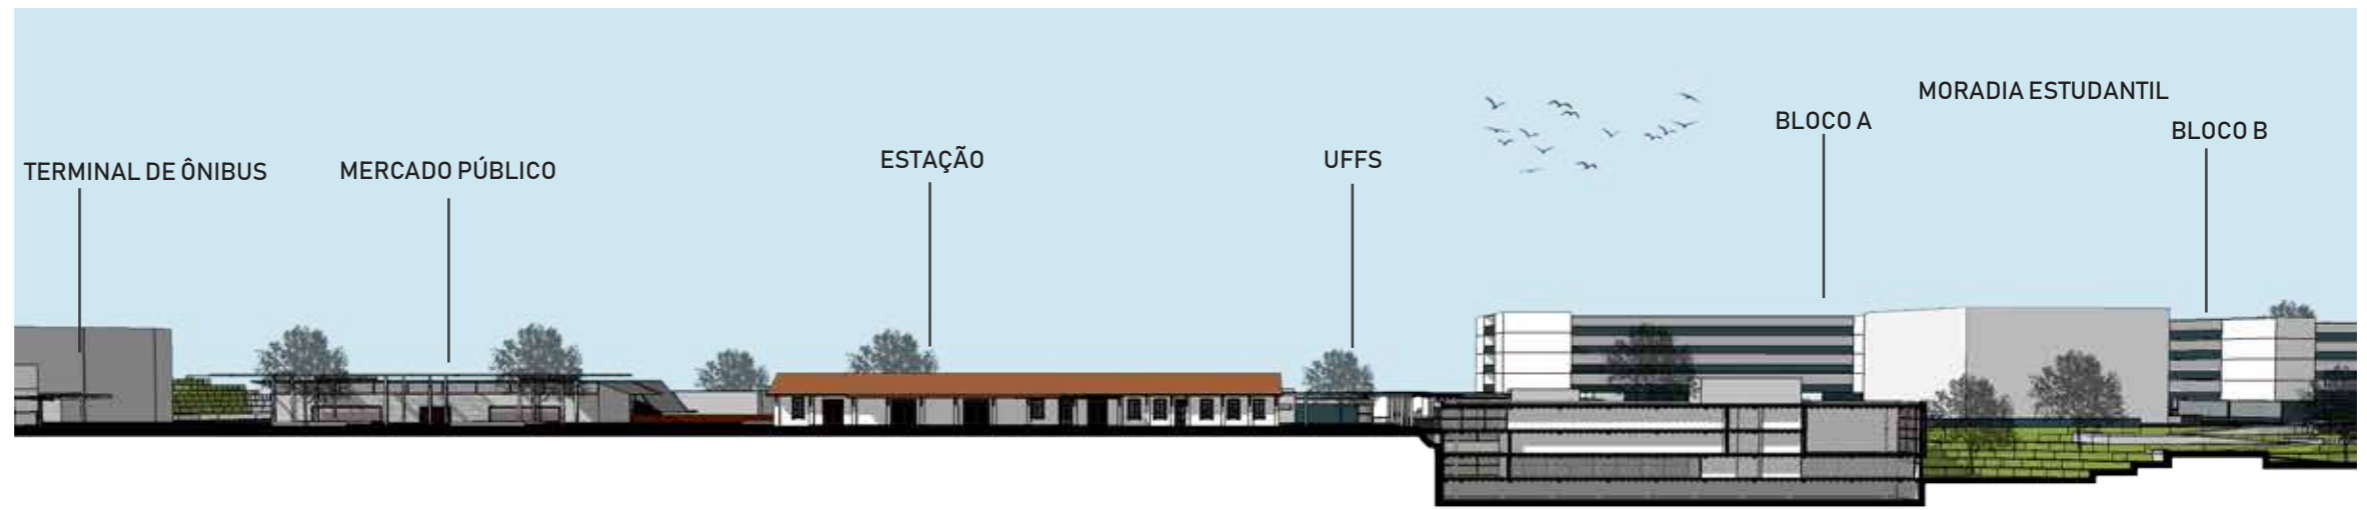 TERMINAL DE ÔNIBUS
MERCADO PÚBLICO
ESTAÇÃO
UFFS
BLOCO A
MORADIA ESTUDANTIL
BLOCO B